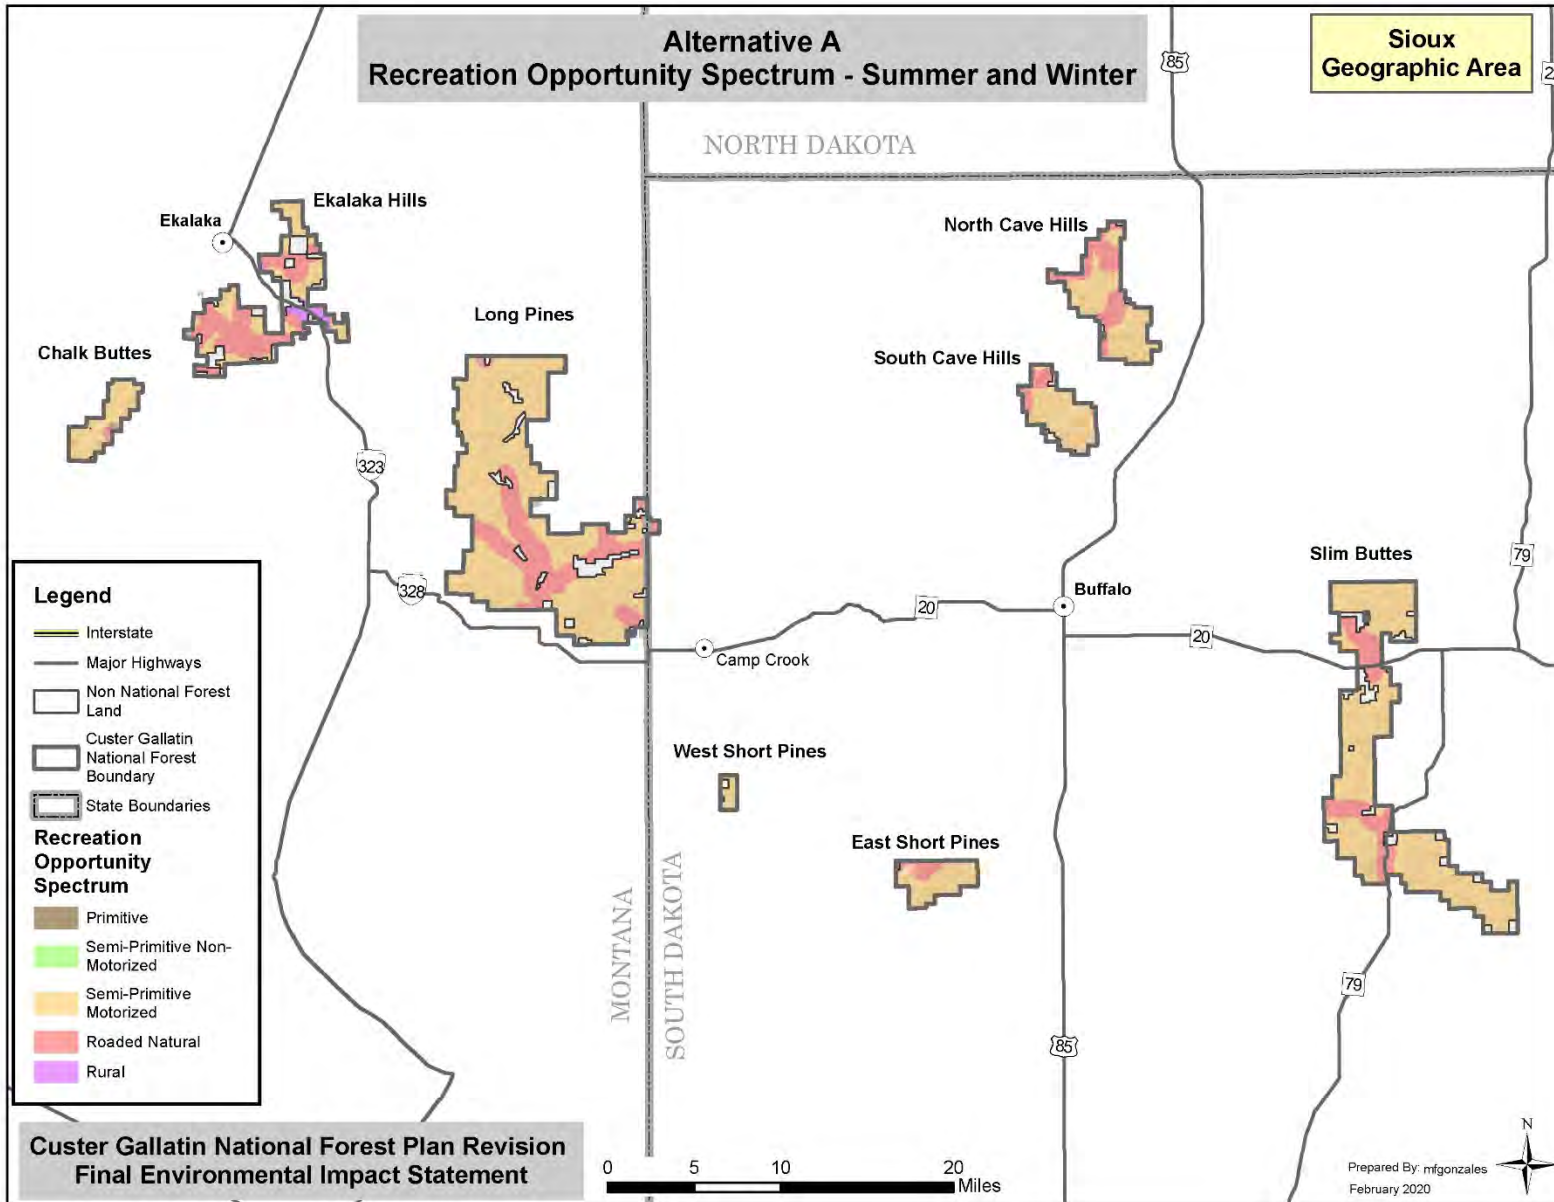 Alternative A
Recreation Opportunity Spectrum - Summer and Winter
Sioux
Geographic Area
85
2
NORTH DAKOTA
Ekalaka Hills
Ekalaka
North Cave Hills
Long Pines
Chalk Buttes
South Cave Hills
323
79
Slim Buttes
328
Buffalo
20
20
Camp Crook
West Short Pines
East Short Pines
MONTANA
SOUTH DAKOTA
79
85
Legend
Interstate
Major Highways
Non National Forest
Land
Custer Gallatin
National Forest
Boundary
State Boundaries
Recreation
Opportunity
Spectrum
Primitive
Semi-Primitive Non-
Motorized
Semi-Primitive
Motorized
Roaded Natural
Rural
Custer Gallatin National Forest Plan Revision
Final Environmental Impact Statement
0 5 10 20
Miles
N
Prepared By: mfgonzales
February 2020